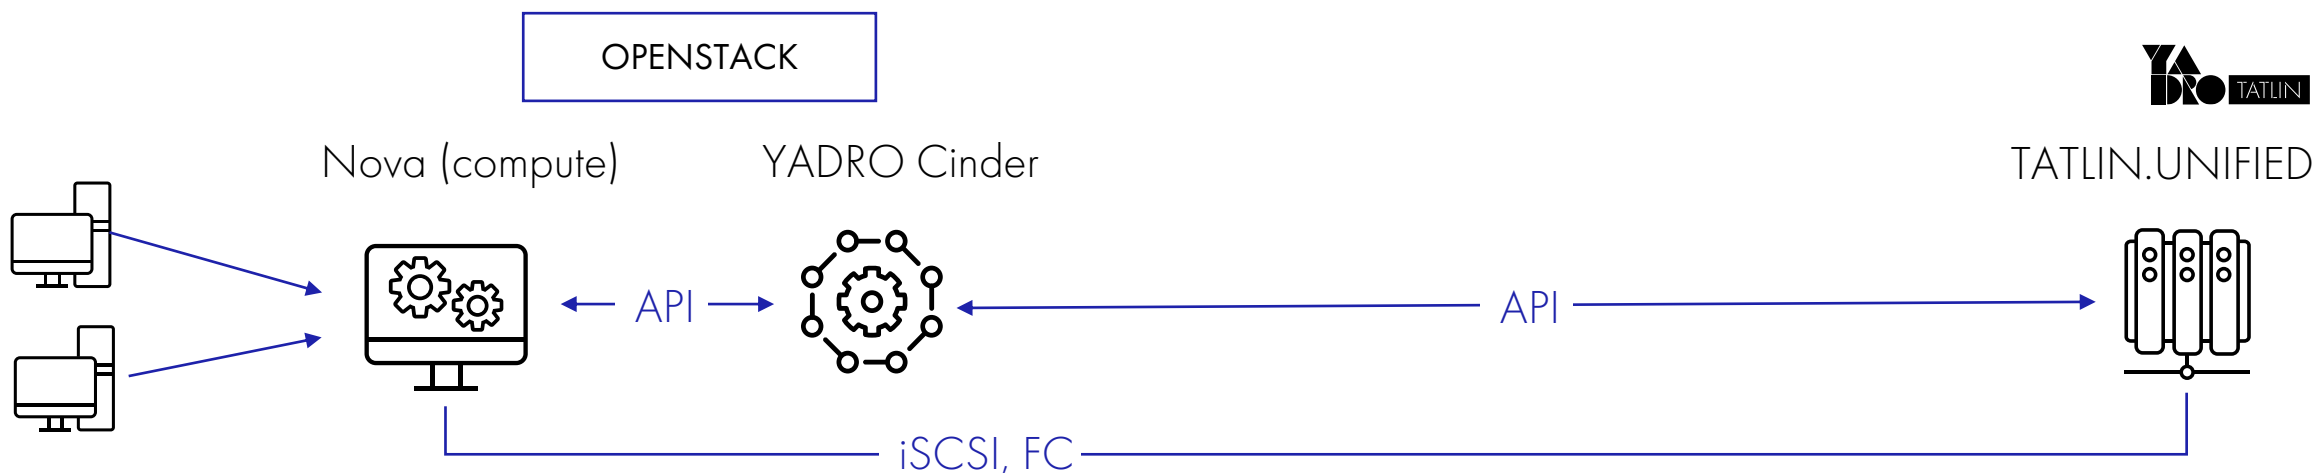 OPENSTACK
YADRO TATLIN
Nova (compute)
YADRO Cinder
TATLIN.UNIFIED
API
API
iSCSI, FC